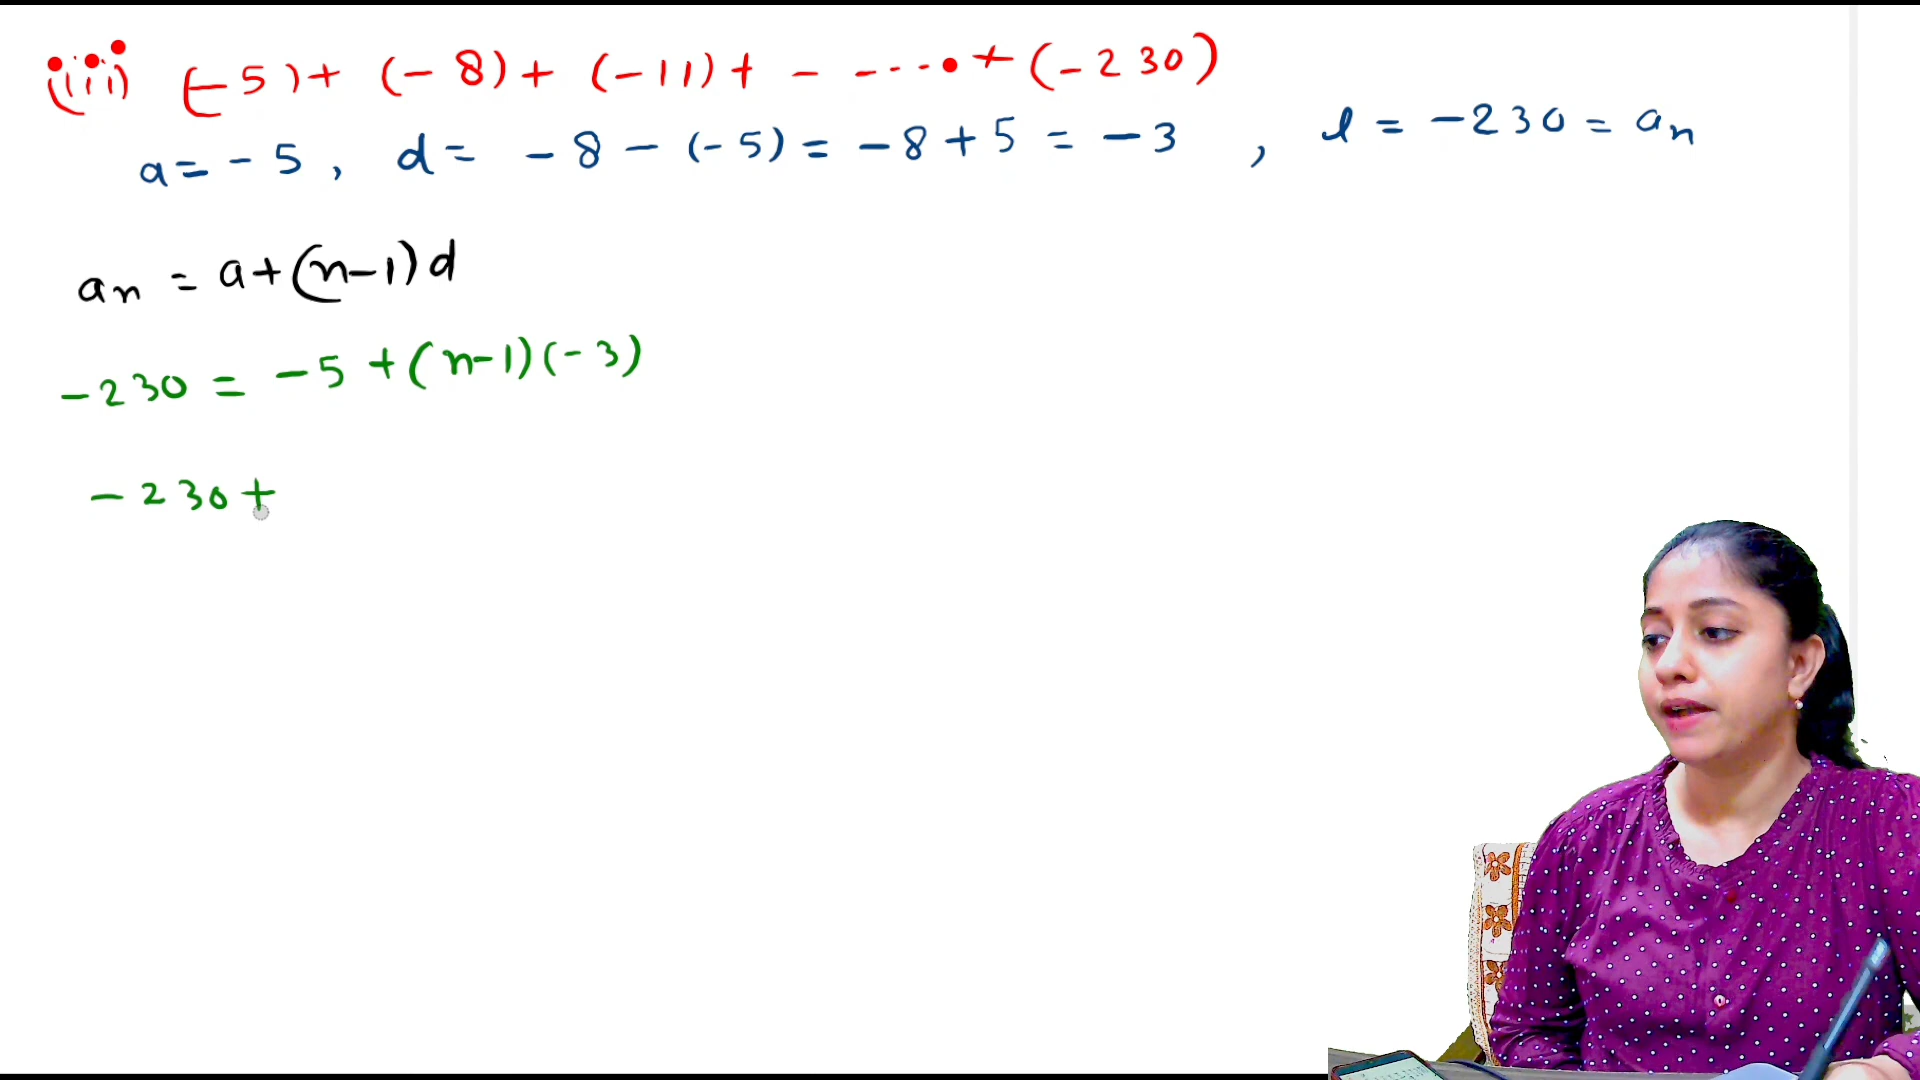 (iii) (-5)+ (-8)+ (-11)+ - -----+(-230)
a=-5, d= -8-(-5)= -8+5 = -3 , l = -230= an
an = a+(n-1)d
-230 = -5+(n-1)(-3)
-230+